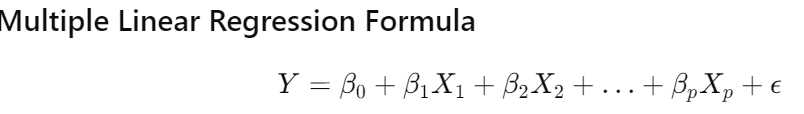 Multiple Linear Regression Formula
Y = β₀ + β₁X₁ + β₂X₂ + … + βₚXₚ + ϵ